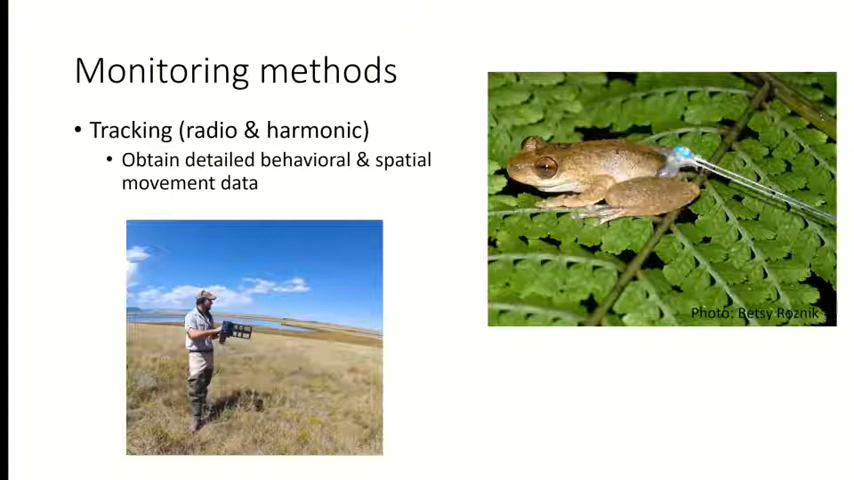 Monitoring methods
• Tracking (radio & harmonic)
• Obtain detailed behavioral & spatial
movement data
Photo: Betsy Roznik